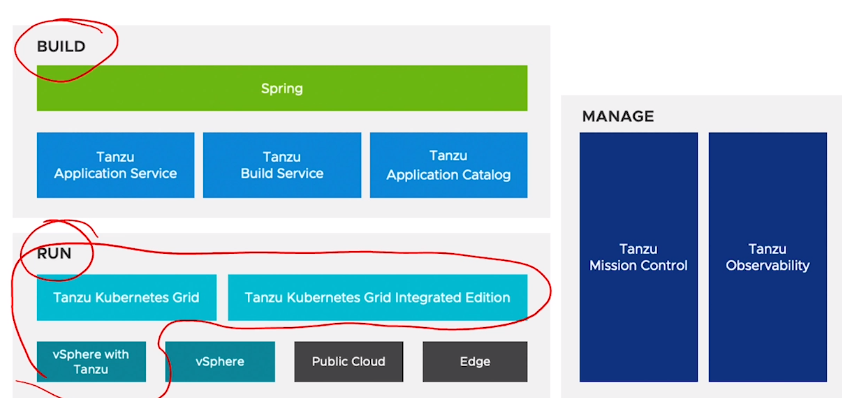 BUILD
Spring
Tanzu
Application Service
Tanzu
Build Service
Tanzu
Application Catalog
RUN
Tanzu Kubernetes Grid
Tanzu Kubernetes Grid Integrated Edition
vSphere with
Tanzu
vSphere
Public Cloud
Edge
MANAGE
Tanzu
Mission Control
Tanzu
Observability